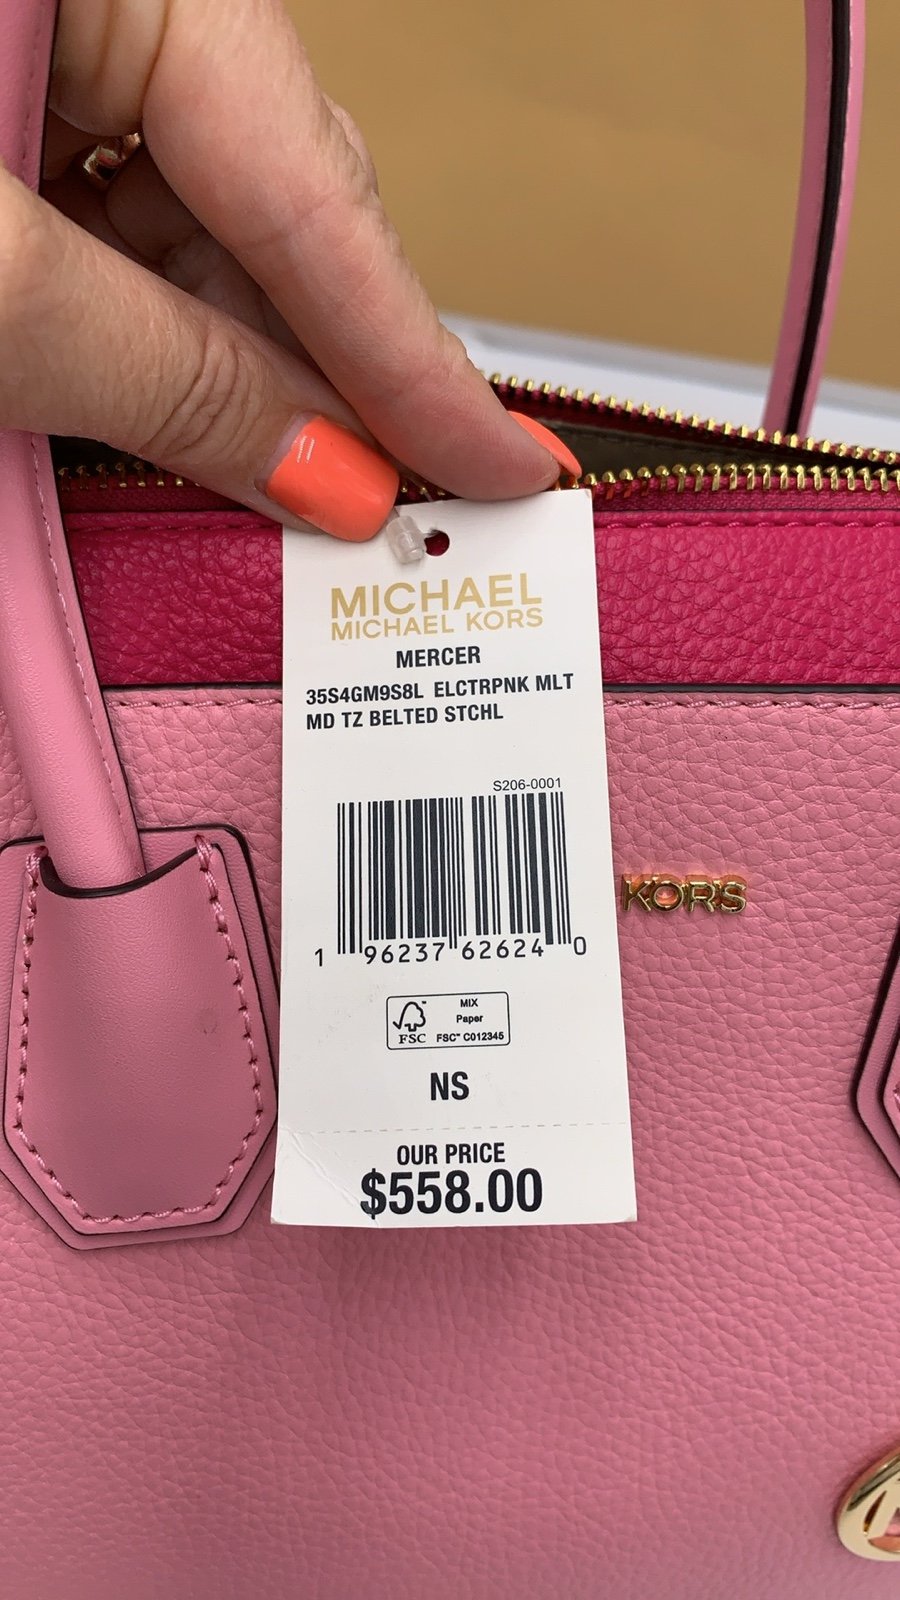 MICHAEL
MICHAEL KORS
MERCER
35S4GM9S8L ELCTRPNK MLT
MD TZ BELTED STCHL
S206-0001
1 96237 62624 0
FSC
MIX
Paper
FSC™ C012345
NS
OUR PRICE
$558.00
KORS